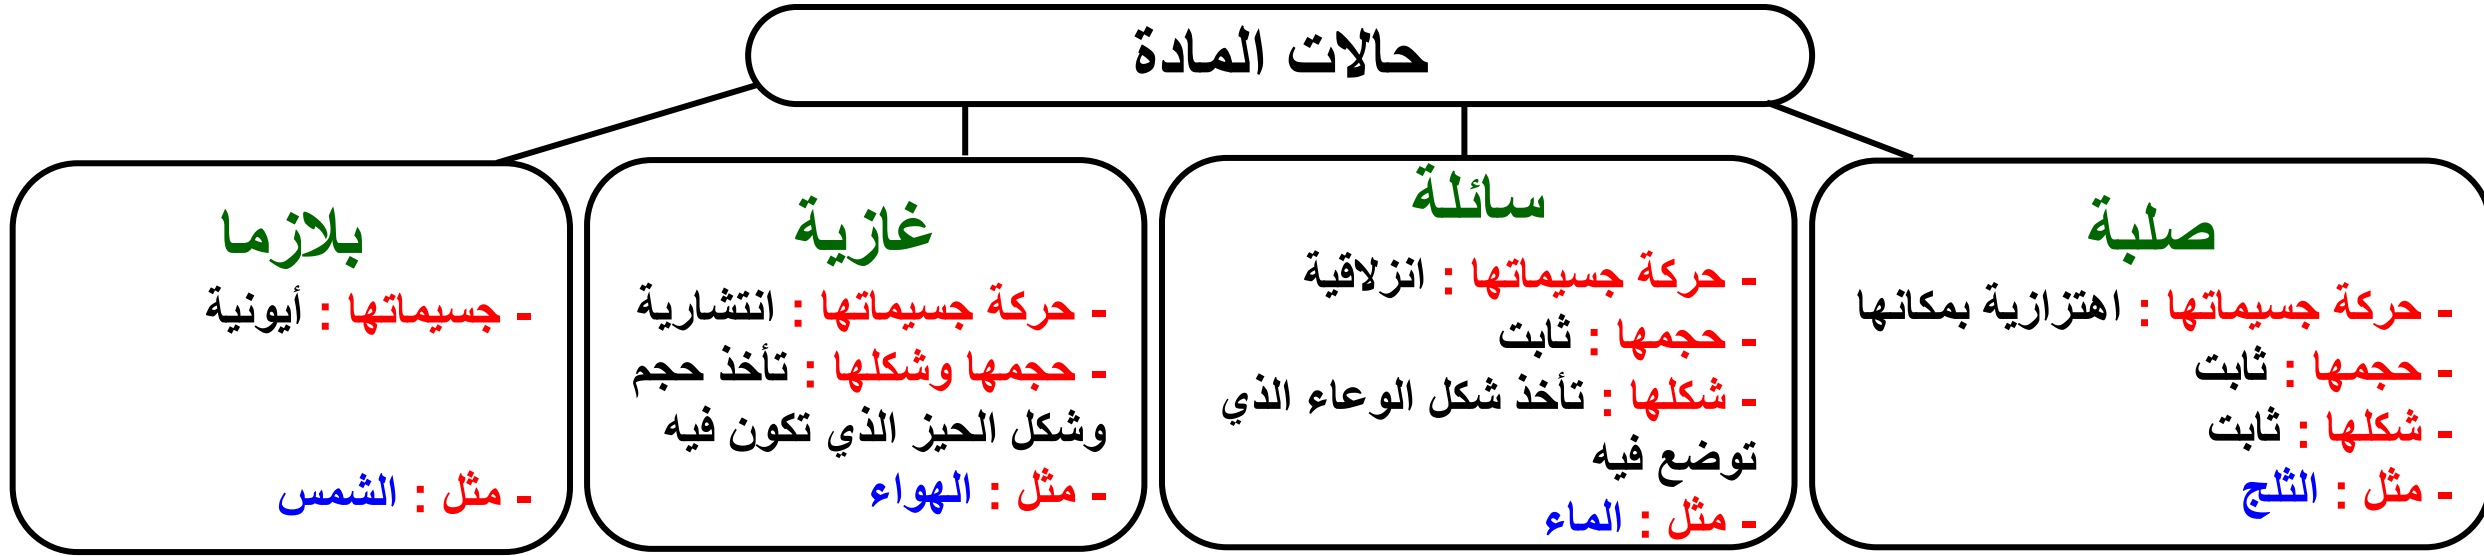 حالات المادة
صلبة
- حركة جسيماتها : اهتزازية بمكانها
- حجمها : ثابت
- شكلها : ثابت
- مثل : الثلج
سائلة
- حركة جسيماتها : انزلاقية
- حجمها : ثابت
- شكلها : تأخذ شكل الوعاء الذي
توضع فيه
- مثل : الماء
غازية
- حركة جسيماتها : انتشارية
- حجمها وشكلها : تأخذ حجم
وشكل الحيز الذي تكون فيه
- مثل : الهواء
بلازما
- جسيماتها : أيونية
- مثل : الشمس